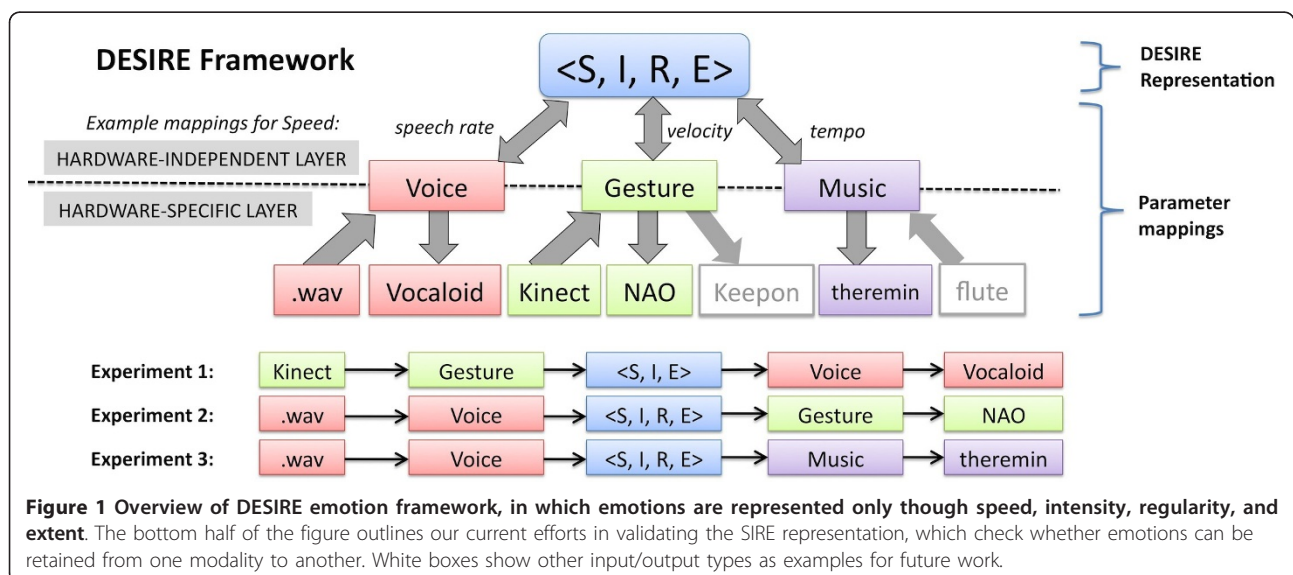 DESIRE Framework
<S, I, R, E>
DESIRE
Representation
Example mappings for Speed:
speech rate
velocity
tempo
HARDWARE-INDEPENDENT LAYER
Voice
Gesture
Music
HARDWARE-SPECIFIC LAYER
Parameter
mappings
.wav
Vocaloid
Kinect
NAO
Keepon
theremin
flute
Experiment 1: Kinect Gesture <S, I, E> Voice Vocaloid
Experiment 2: .wav Voice <S, I, R, E> Gesture NAO
Experiment 3: .wav Voice <S, I, R, E> Music theremin
Figure 1 Overview of DESIRE emotion framework, in which emotions are represented only though speed, intensity, regularity, and
extent. The bottom half of the figure outlines our current efforts in validating the SIRE representation, which check whether emotions can be
retained from one modality to another. White boxes show other input/output types as examples for future work.